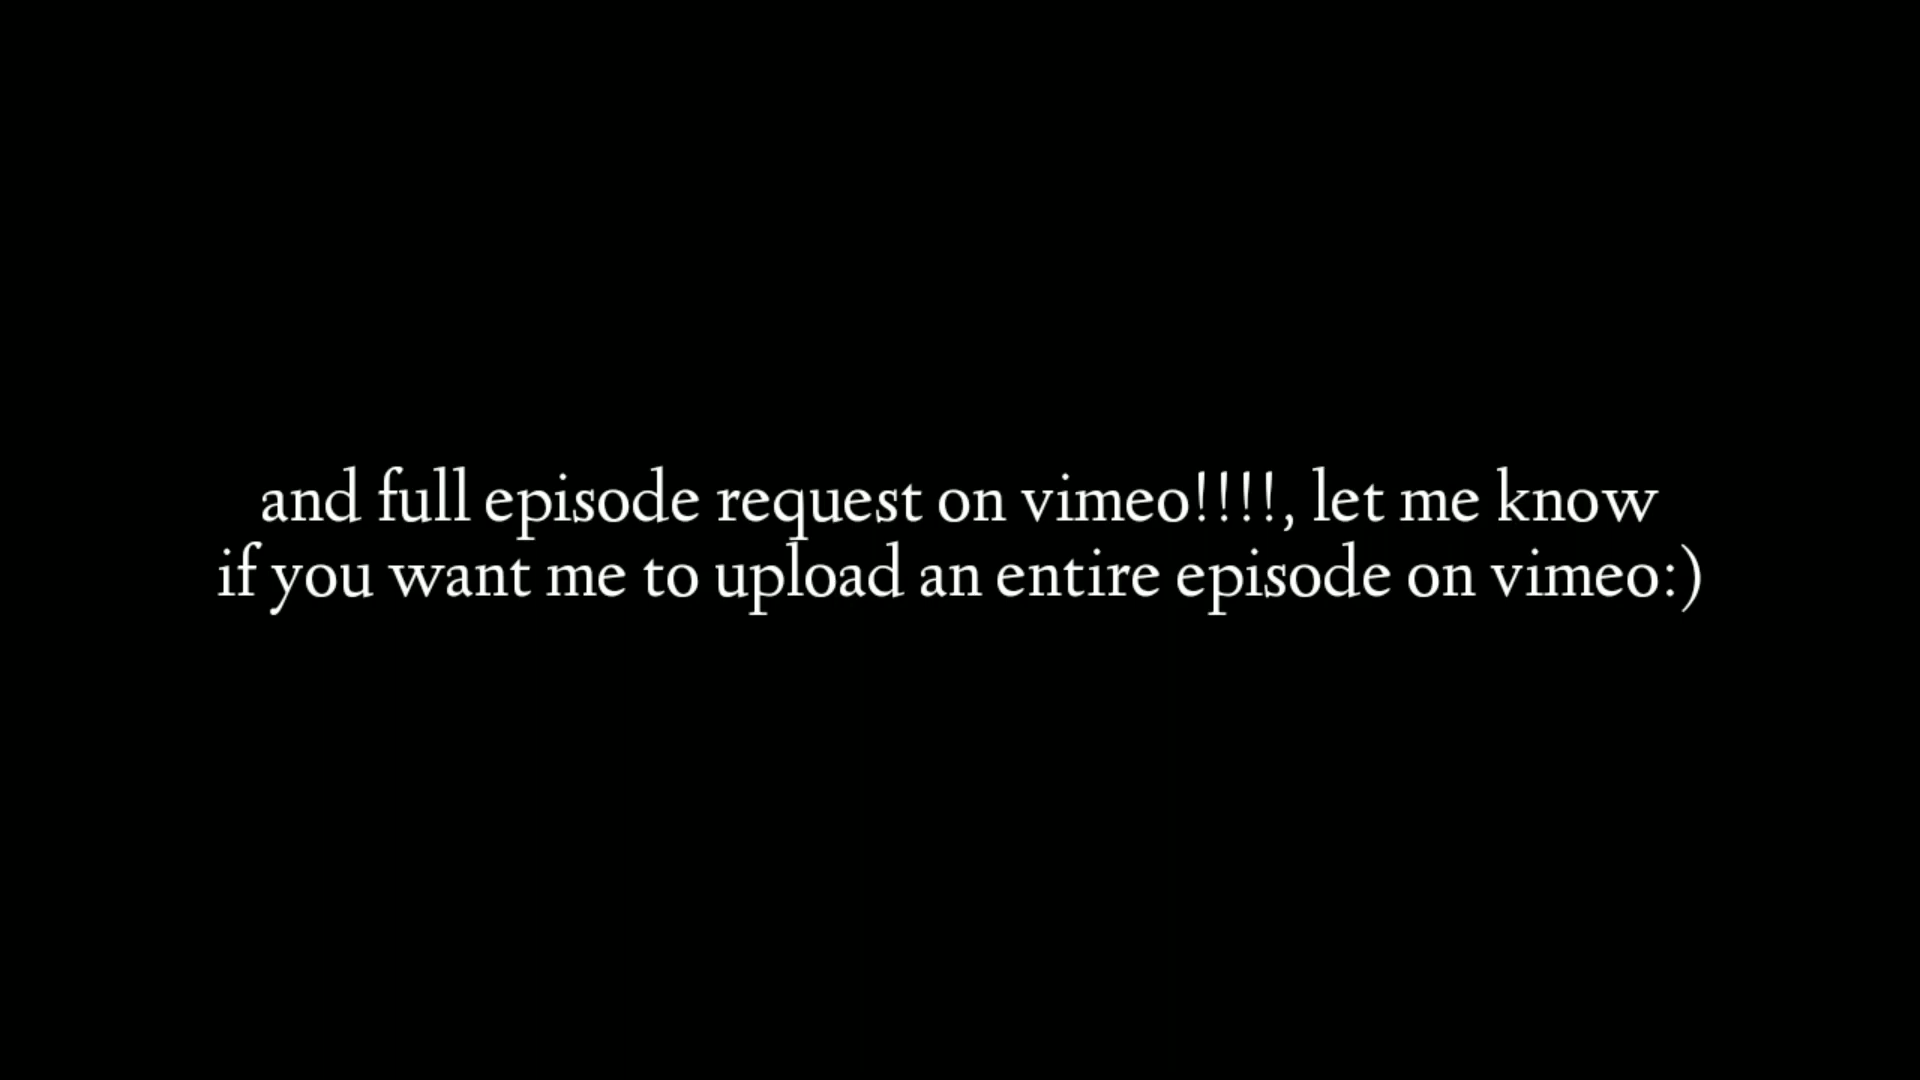 and full episode request on vimeo!!!!, let me know
if you want me to upload an entire episode on vimeo:)